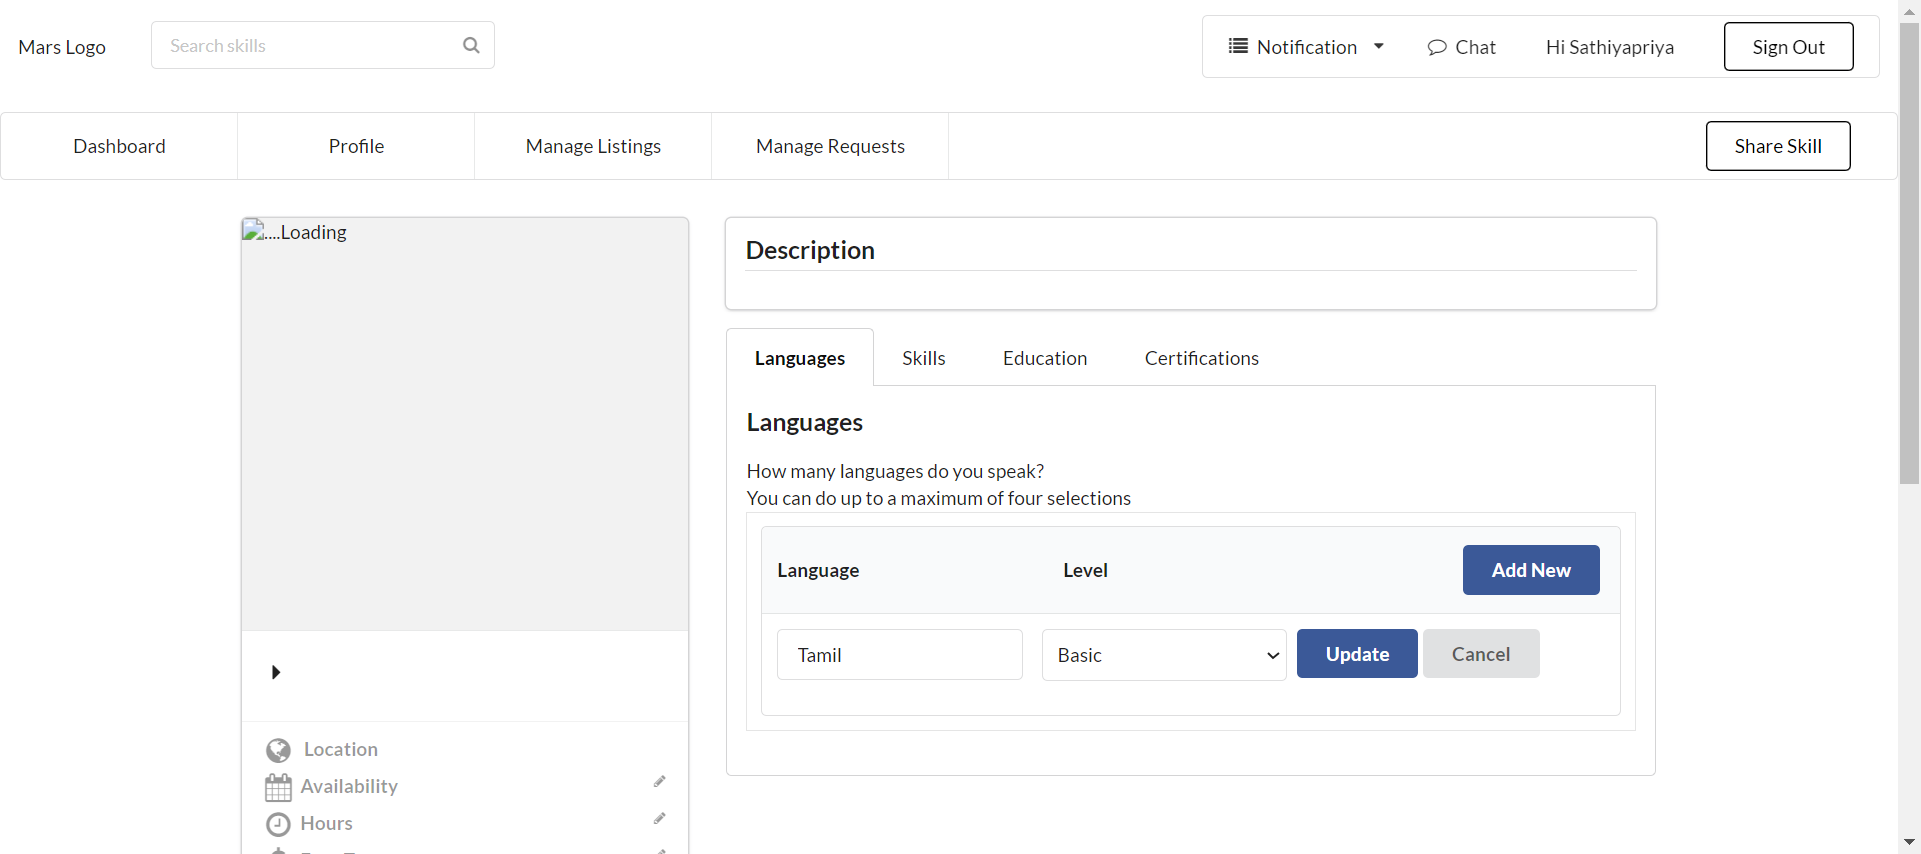 Mars Logo
Search skills
Notification
Chat
Hi Sathiyapriya
Sign Out
Dashboard
Profile
Manage Listings
Manage Requests
Share Skill
....Loading
Description
Languages
Skills
Education
Certifications
Languages
How many languages do you speak?
You can do up to a maximum of four selections
Language
Level
Add New
Tamil
Basic
Update
Cancel
Location
Availability
Hours